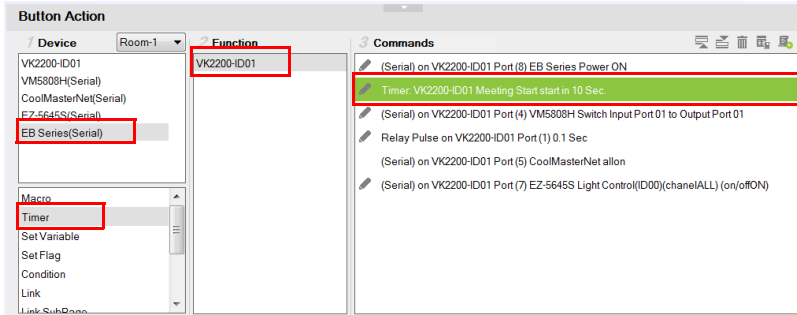 Button Action
1 Device
Room-1
VK2200-ID01
VM5808H(Serial)
CoolMasterNet(Serial)
EZ-5645S(Serial)
EB Series(Serial)
Macro
Timer
Set Variable
Set Flag
Condition
Link
Link SubPage
2 Function
VK2200-ID01
3 Commands
(Serial) on VK2200-ID01 Port (8) EB Series Power ON
Timer: VK2200-ID01 Meeting Start start in 10 Sec.
(Serial) on VK2200-ID01 Port (4) VM5808H Switch Input Port 01 to Output Port 01
Relay Pulse on VK2200-ID01 Port (1) 0.1 Sec
(Serial) on VK2200-ID01 Port (5) CoolMasterNet allon
(Serial) on VK2200-ID01 Port (7) EZ-5645S Light Control(ID00)(chanelALL) (on/offON)